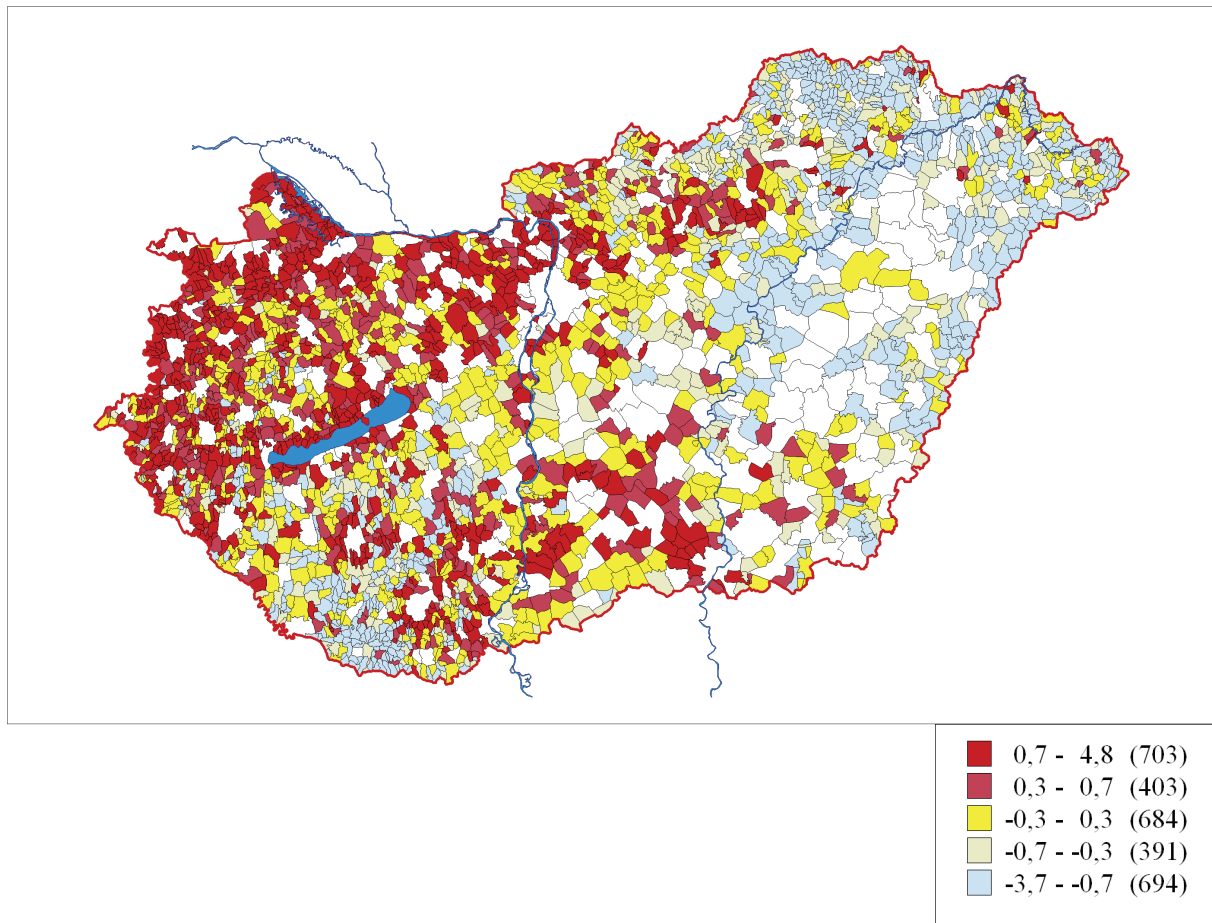 0,7 - 4,8 (703)
0,3 - 0,7 (403)
-0,3 - 0,3 (684)
-0,7 - -0,3 (391)
-3,7 - -0,7 (694)